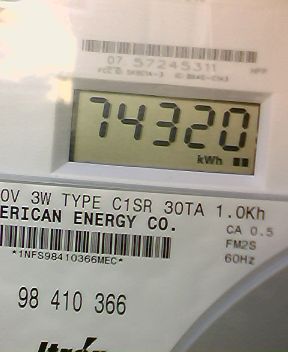 07 57245311
74320
kWh
0V 3W TYPE C1SR 30TA 1.0Kh
ERICAN ENERGY CO.
CA 0.5
FM2S
60Hz
*1NFS98410366MEC*
98 410 366
Itrón